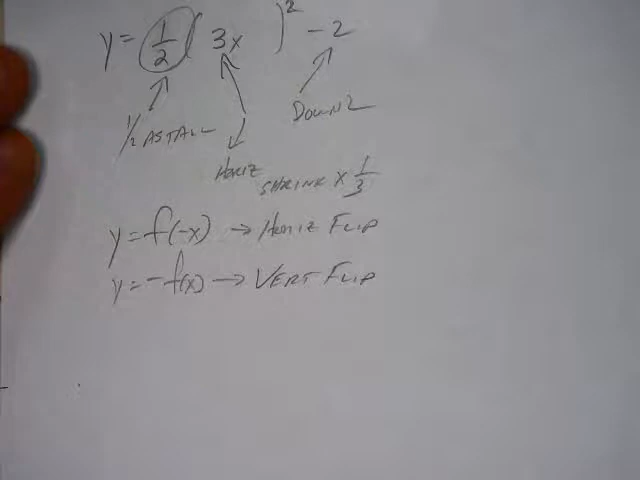 y = 1/2 ( 3x )² - 2
1/2 AS TALL
DOWN 2
HORIZ SHRINK x 1/3
y = f(-x) → HORIZ FLIP
y = -f(x) → VERT FLIP